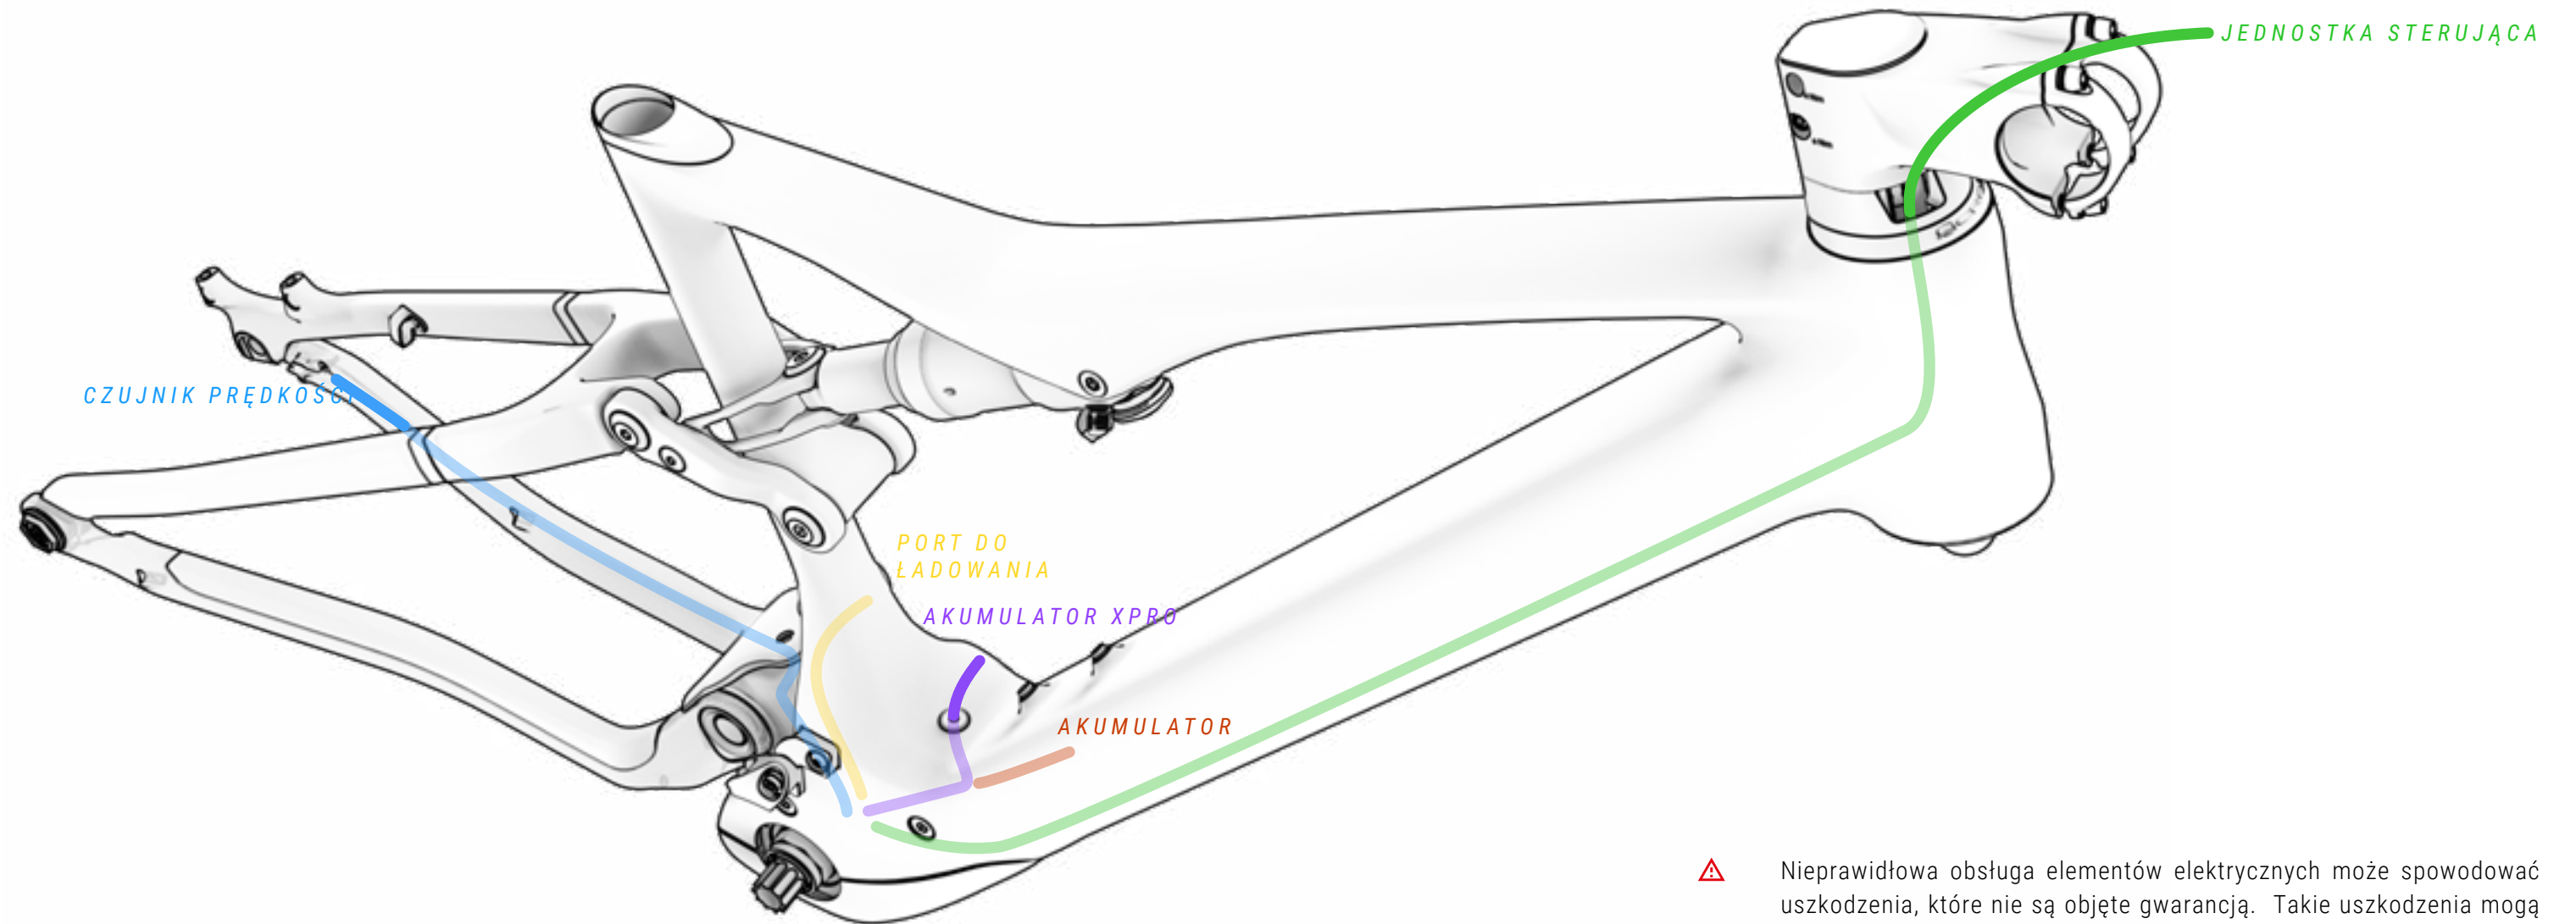 JEDNOSTKA STERUJĄCA
CZUJNIK PRĘDKOŚCI
PORT DO
ŁADOWANIA
AKUMULATOR XPRO
AKUMULATOR
Nieprawidłowa obsługa elementów elektrycznych może spowodować
uszkodzenia, które nie są objęte gwarancją. Takie uszkodzenia mogą